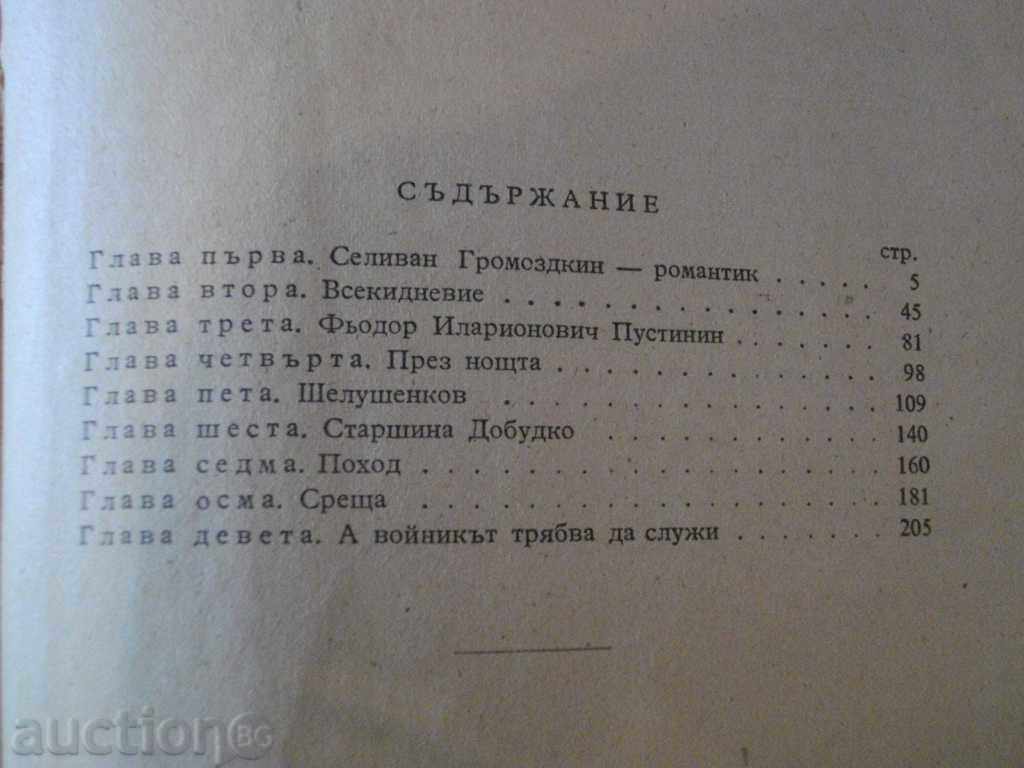 СЪДЪРЖАНИЕ
стр.
Глава първа. Селиван Громоздкин — романтик . . . . . 5
Глава втора. Всекидневие . . . . . . . . . . . . . . . 45
Глава трета. Фьодор Иларионович Пустинин . . . . . . . 81
Глава четвърта. През нощта . . . . . . . . . . . . . 98
Глава пета. Шелушенков . . . . . . . . . . . . . . . 109
Глава шеста. Старшина Добудко . . . . . . . . . . . 140
Глава седма. Поход . . . . . . . . . . . . . . . . . 160
Глава осма. Среща . . . . . . . . . . . . . . . . . 181
Глава девета. А войникът трябва да служи . . . . . . . 205
auctionBG